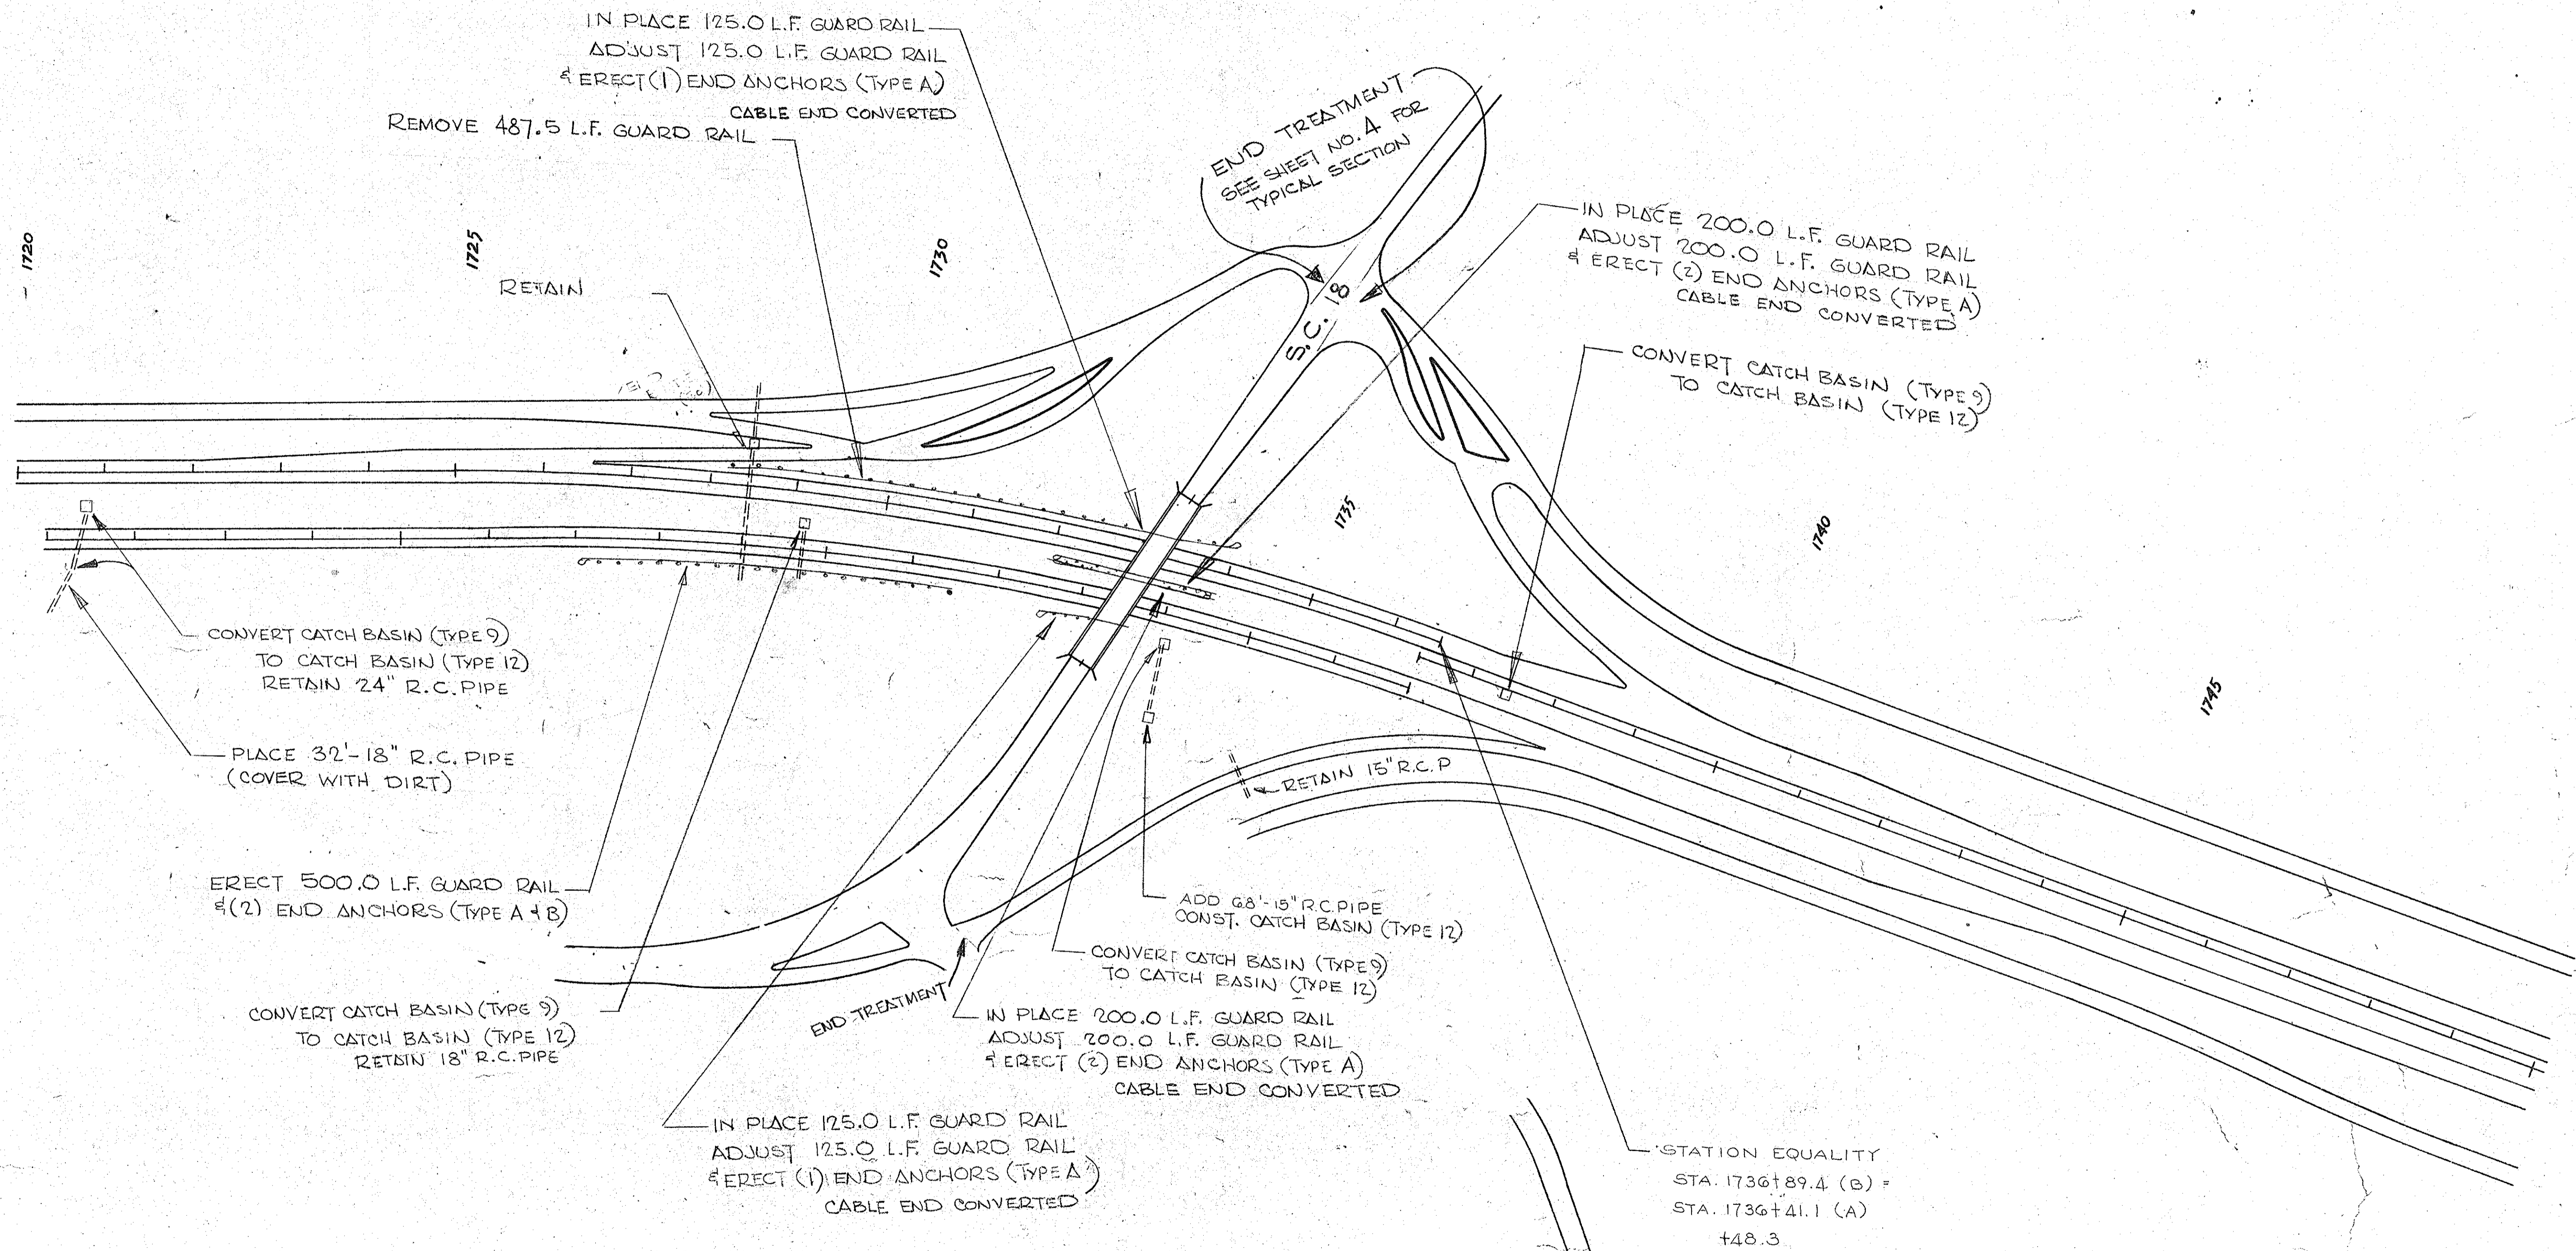 IN PLACE 125.0 L.F. GUARD RAIL
ADJUST 125.0 L.F. GUARD RAIL
& ERECT (1) END ANCHORS (TYPE A)
CABLE END CONVERTED
REMOVE 487.5 L.F. GUARD RAIL
END TREATMENT
SEE SHEET NO. 4 FOR
TYPICAL SECTION
IN PLACE 200.0 L.F. GUARD RAIL
ADJUST 200.0 L.F. GUARD RAIL
& ERECT (2) END ANCHORS (TYPE A)
CABLE END CONVERTED
1720
1725
1730
RETAIN
S.C. 18
CONVERT CATCH BASIN (TYPE 9)
TO CATCH BASIN (TYPE 12)
1735
1740
1745
CONVERT CATCH BASIN (TYPE 9)
TO CATCH BASIN (TYPE 12)
RETAIN 24" R.C. PIPE
PLACE 32'-18" R.C. PIPE
(COVER WITH DIRT)
RETAIN 15" R.C.P
ERECT 500.0 L.F. GUARD RAIL
& (2) END ANCHORS (TYPE A & B)
ADD 68'-15" R.C. PIPE
CONST. CATCH BASIN (TYPE 12)
CONVERT CATCH BASIN (TYPE 9)
TO CATCH BASIN (TYPE 12)
END TREATMENT
CONVERT CATCH BASIN (TYPE 9)
TO CATCH BASIN (TYPE 12)
RETAIN 18" R.C. PIPE
IN PLACE 200.0 L.F. GUARD RAIL
ADJUST 200.0 L.F. GUARD RAIL
& ERECT (2) END ANCHORS (TYPE A)
CABLE END CONVERTED
IN PLACE 125.0 L.F. GUARD RAIL
ADJUST 125.0 L.F. GUARD RAIL
& ERECT (1) END ANCHORS (TYPE A)
CABLE END CONVERTED
STATION EQUALITY
STA. 1736+89.4 (B) =
STA. 1736+41.1 (A)
+48.3